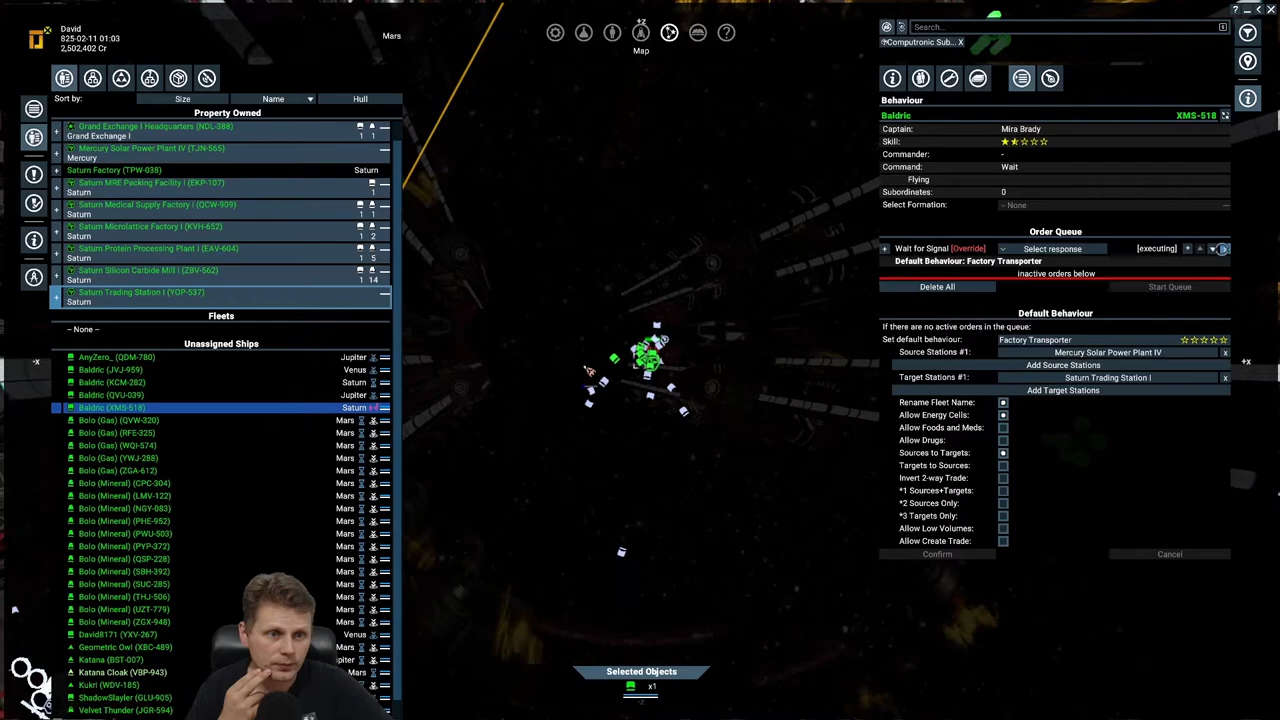 David
825-02-11 01:03
2,502,402 Cr
Mars
+Z
Map
Sort by:
Size
Name
Hull
Property Owned
Grand Exchange I Headquarters (NDL-388)
Grand Exchange I
1 1
Mercury Solar Power Plant IV (TJN-565)
Mercury
Saturn Factory (TPW-038)
Saturn
Saturn MRE Packing Facility I (EKP-107)
Saturn
1
Saturn Medical Supply Factory I (QCW-909)
Saturn
1 1
Saturn Microlattice Factory I (KVH-652)
Saturn
1 2
Saturn Protein Processing Plant I (EAV-604)
Saturn
1 5
Saturn Silicon Carbide Mill I (ZBV-562)
Saturn
1 14
Saturn Trading Station I (YOP-537)
Saturn
Fleets
-- None --
Unassigned Ships
AnyZero_ (QDM-780) Jupiter
Baldric (JVJ-959) Venus
Baldric (KCM-282) Saturn
Baldric (QVU-039) Jupiter
Baldric (XMS-518) Saturn
Bolo (Gas) (QVW-320) Mars
Bolo (Gas) (RFE-325) Mars
Bolo (Gas) (WQI-574) Mars
Bolo (Gas) (YWJ-288) Mars
Bolo (Gas) (ZGA-612) Mars
Bolo (Mineral) (CPC-304) Mars
Bolo (Mineral) (LMV-122) Mars
Bolo (Mineral) (NGY-083) Mars
Bolo (Mineral) (PHE-952) Mars
Bolo (Mineral) (PWU-503) Mars
Bolo (Mineral) (PYP-372) Mars
Bolo (Mineral) (QSP-228) Mars
Bolo (Mineral) (SBH-392) Mars
Bolo (Mineral) (SUC-285) Mars
Bolo (Mineral) (THJ-506) Mars
Bolo (Mineral) (UZT-779) Mars
Bolo (Mineral) (ZGX-948) Mars
David8171 (YXV-267) Venus
Geometric Owl (XBC-489) Mars
Katana (BST-007) piter
Katana Cloak (VBP-943) Mars
Kukri (WDV-185) Mars
ShadowSlayler (GLU-905) Mars
Velvet Thunder (JGR-594) Mars
-x
+x
Selected Objects
x1
-z
Search...
Computronic Sub... X
Behaviour
Baldric XMS-518
Captain: Mira Brady
Skill:
Commander: -
Command: Wait
Flying
Subordinates: 0
Select Formation: None
Order Queue
Wait for Signal [Override] Select response [executing]
Default Behaviour: Factory Transporter
inactive orders below
Delete All Start Queue
Default Behaviour
If there are no active orders in the queue:
Set default behaviour: Factory Transporter
Source Stations #1: Mercury Solar Power Plant IV x
Add Source Stations
Target Stations #1: Saturn Trading Station I x
Add Target Stations
Rename Fleet Name:
Allow Energy Cells:
Allow Foods and Meds:
Allow Drugs:
Sources to Targets:
Targets to Sources:
Invert 2-way Trade:
*1 Sources+Targets:
*2 Sources Only:
*3 Targets Only:
Allow Low Volumes:
Allow Create Trade:
Confirm Cancel